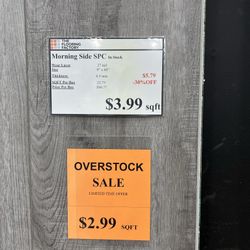 THE
FLOORING
FACTORY
Morning Side SPC In Stock
Wear Layer
Size
Thickness $5.79
SQFT Per Box -30%OFF
Price Per Box
$3.99 sqft
OVERSTOCK
SALE
LIMITED TIME OFFER
$2.99 SQFT